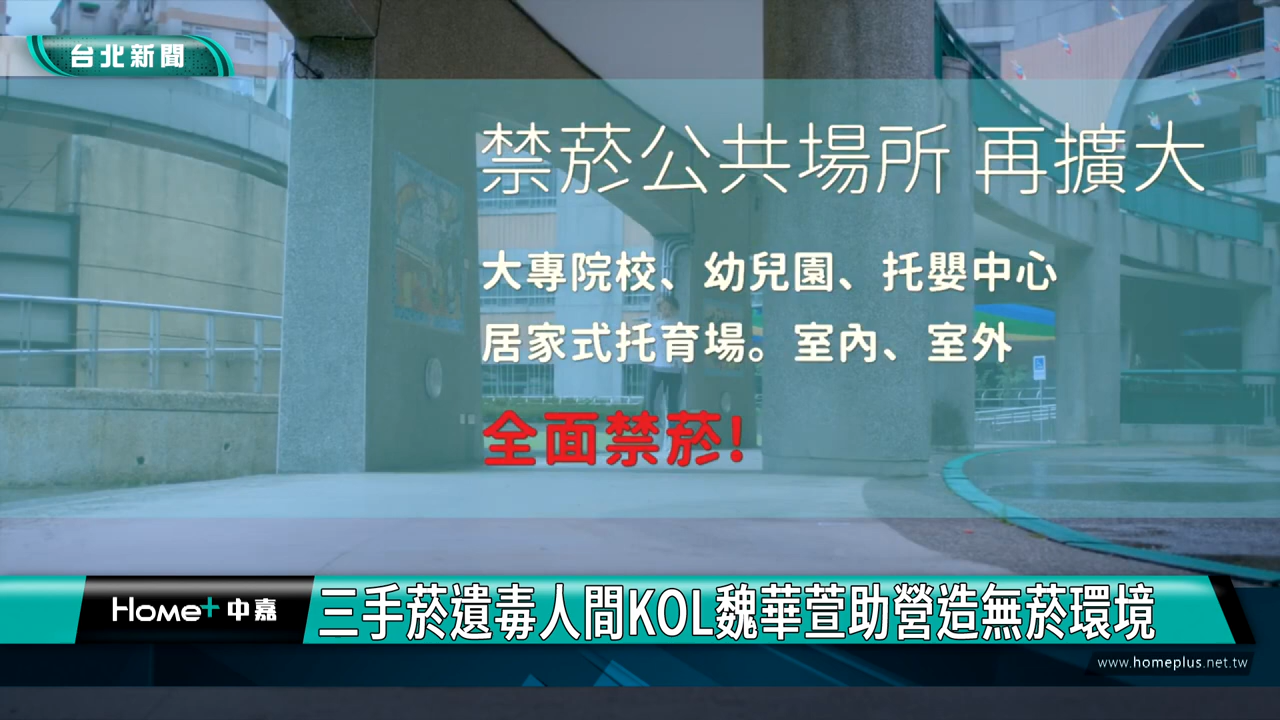 台北新聞
禁菸公共場所 再擴大
大專院校、幼兒園、托嬰中心
居家式托育場。室內、室外
全面禁菸!
Home+中嘉
三手菸遺毒人間KOL魏華萱助營造無菸環境
www.homeplus.net.tw